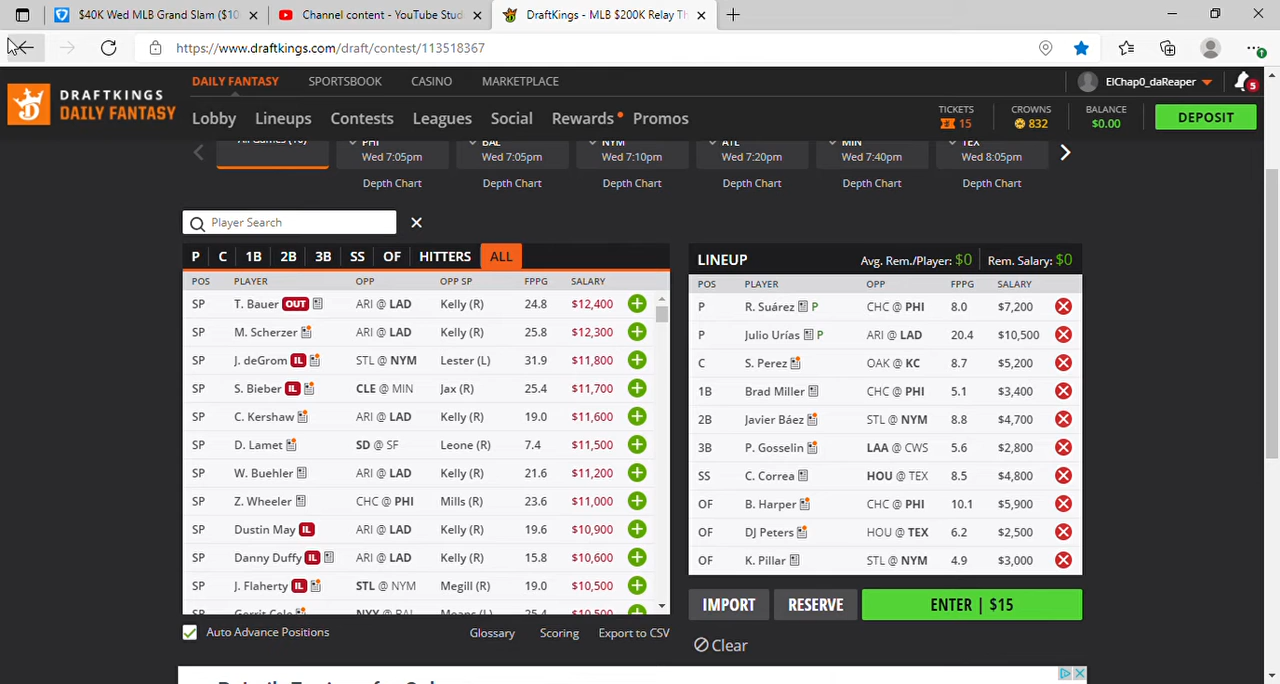 $40K Wed MLB Grand Slam ($10
Channel content - YouTube Stud
DraftKings - MLB $200K Relay Th
https://www.draftkings.com/draft/contest/113518367
DRAFTKINGS
DAILY FANTASY
DAILY FANTASY SPORTSBOOK CASINO MARKETPLACE
ElChap0_daReaper
5
Lobby Lineups Contests Leagues Social Rewards Promos
TICKETS
15
CROWNS
832
BALANCE
$0.00
DEPOSIT
PHI BAL NYM ATL MIN TEX
Wed 7:05pm Wed 7:05pm Wed 7:10pm Wed 7:20pm Wed 7:40pm Wed 8:05pm
Depth Chart Depth Chart Depth Chart Depth Chart Depth Chart Depth Chart
Player Search
P C 1B 2B 3B SS OF HITTERS ALL
POS PLAYER OPP OPP SP FPPG SALARY
SP T. Bauer OUT ARI @ LAD Kelly (R) 24.8 $12,400
SP M. Scherzer ARI @ LAD Kelly (R) 25.8 $12,300
SP J. deGrom IL STL @ NYM Lester (L) 31.9 $11,800
SP S. Bieber IL CLE @ MIN Jax (R) 25.4 $11,700
SP C. Kershaw ARI @ LAD Kelly (R) 19.0 $11,600
SP D. Lamet SD @ SF Leone (R) 7.4 $11,500
SP W. Buehler ARI @ LAD Kelly (R) 21.6 $11,200
SP Z. Wheeler CHC @ PHI Mills (R) 23.6 $11,000
SP Dustin May IL ARI @ LAD Kelly (R) 19.6 $10,900
SP Danny Duffy IL ARI @ LAD Kelly (R) 15.8 $10,600
SP J. Flaherty IL STL @ NYM Megill (R) 19.0 $10,500
SP Gerrit Cole NYY @ BAL Means (L) 25.4 $10,500
Auto Advance Positions
Glossary Scoring Export to CSV
LINEUP Avg. Rem./Player: $0 Rem. Salary: $0
POS PLAYER OPP FPPG SALARY
P R. Suárez P CHC @ PHI 8.0 $7,200
P Julio Urías P ARI @ LAD 20.4 $10,500
C S. Perez OAK @ KC 8.7 $5,200
1B Brad Miller CHC @ PHI 5.1 $3,400
2B Javier Báez STL @ NYM 8.8 $4,700
3B P. Gosselin LAA @ CWS 5.6 $2,800
SS C. Correa HOU @ TEX 8.5 $4,800
OF B. Harper CHC @ PHI 10.1 $5,900
OF DJ Peters HOU @ TEX 6.2 $2,500
OF K. Pillar STL @ NYM 4.9 $3,000
IMPORT RESERVE ENTER | $15
Clear